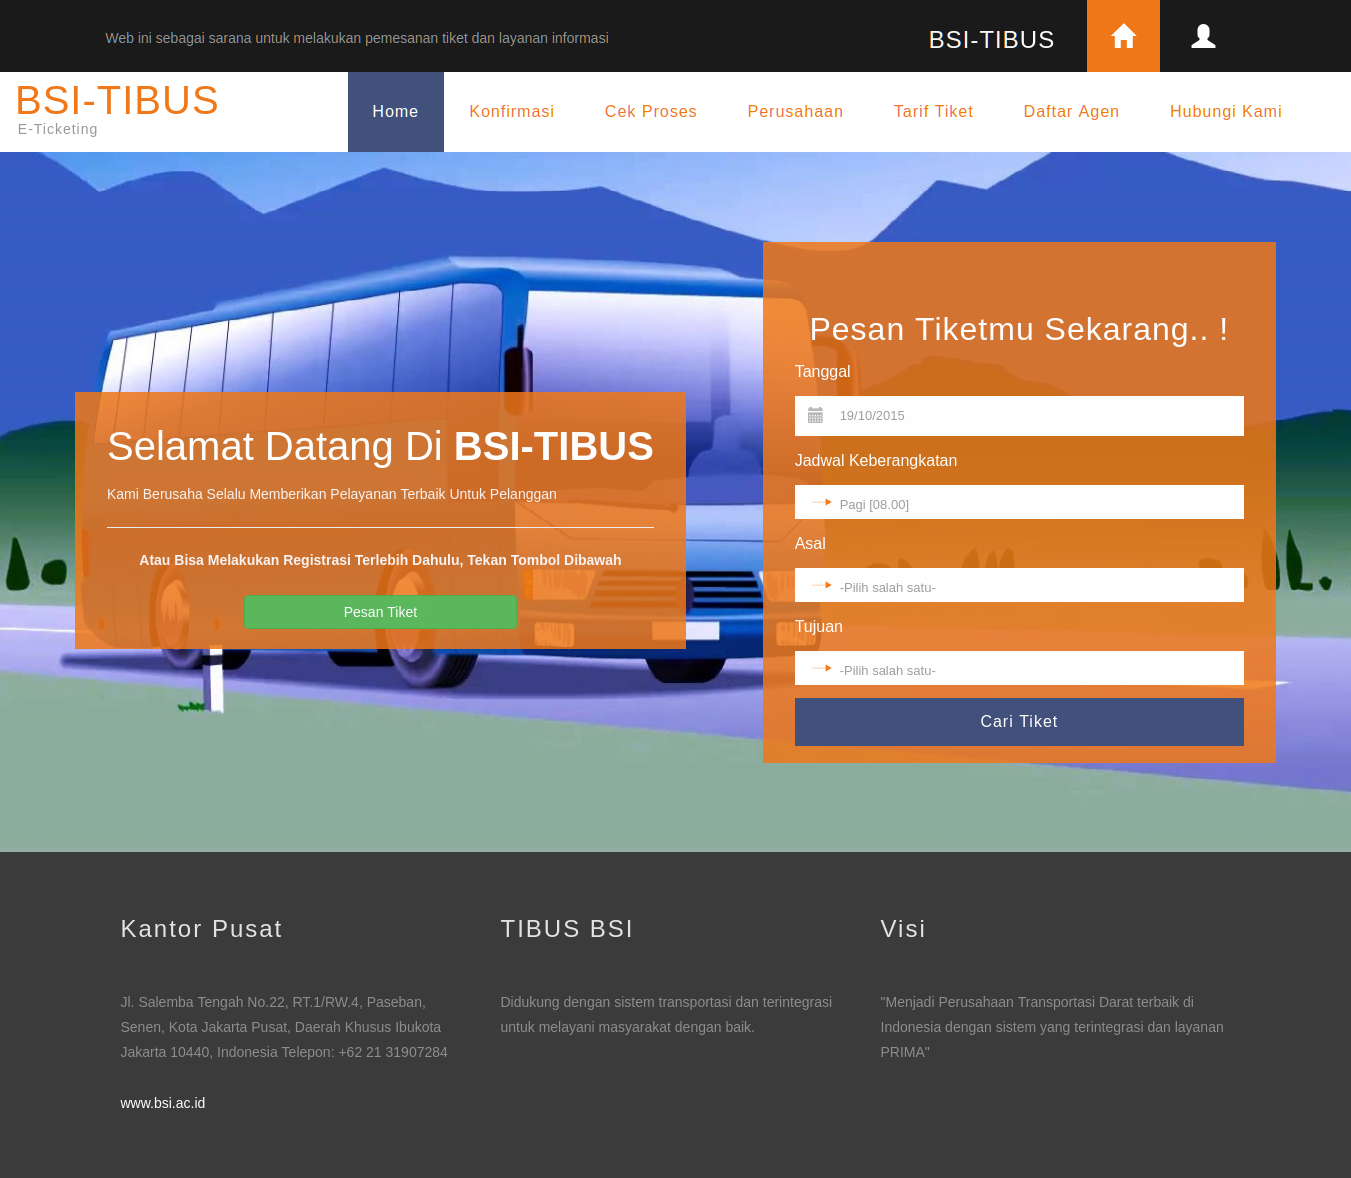 Web ini sebagai sarana untuk melakukan pemesanan tiket dan layanan informasi
BSI-TIBUS
BSI-TIBUS
E-Ticketing
Home
Konfirmasi
Cek Proses
Perusahaan
Tarif Tiket
Daftar Agen
Hubungi Kami
Selamat Datang Di BSI-TIBUS
Kami Berusaha Selalu Memberikan Pelayanan Terbaik Untuk Pelanggan
Atau Bisa Melakukan Registrasi Terlebih Dahulu, Tekan Tombol Dibawah
Pesan Tiket
Pesan Tiketmu Sekarang.. !
Tanggal
19/10/2015
Jadwal Keberangkatan
Pagi [08.00]
Asal
-Pilih salah satu-
Tujuan
-Pilih salah satu-
Cari Tiket
Kantor Pusat
Jl. Salemba Tengah No.22, RT.1/RW.4, Paseban,
Senen, Kota Jakarta Pusat, Daerah Khusus Ibukota
Jakarta 10440, Indonesia Telepon: +62 21 31907284
www.bsi.ac.id
TIBUS BSI
Didukung dengan sistem transportasi dan terintegrasi
untuk melayani masyarakat dengan baik.
Visi
"Menjadi Perusahaan Transportasi Darat terbaik di
Indonesia dengan sistem yang terintegrasi dan layanan
PRIMA"